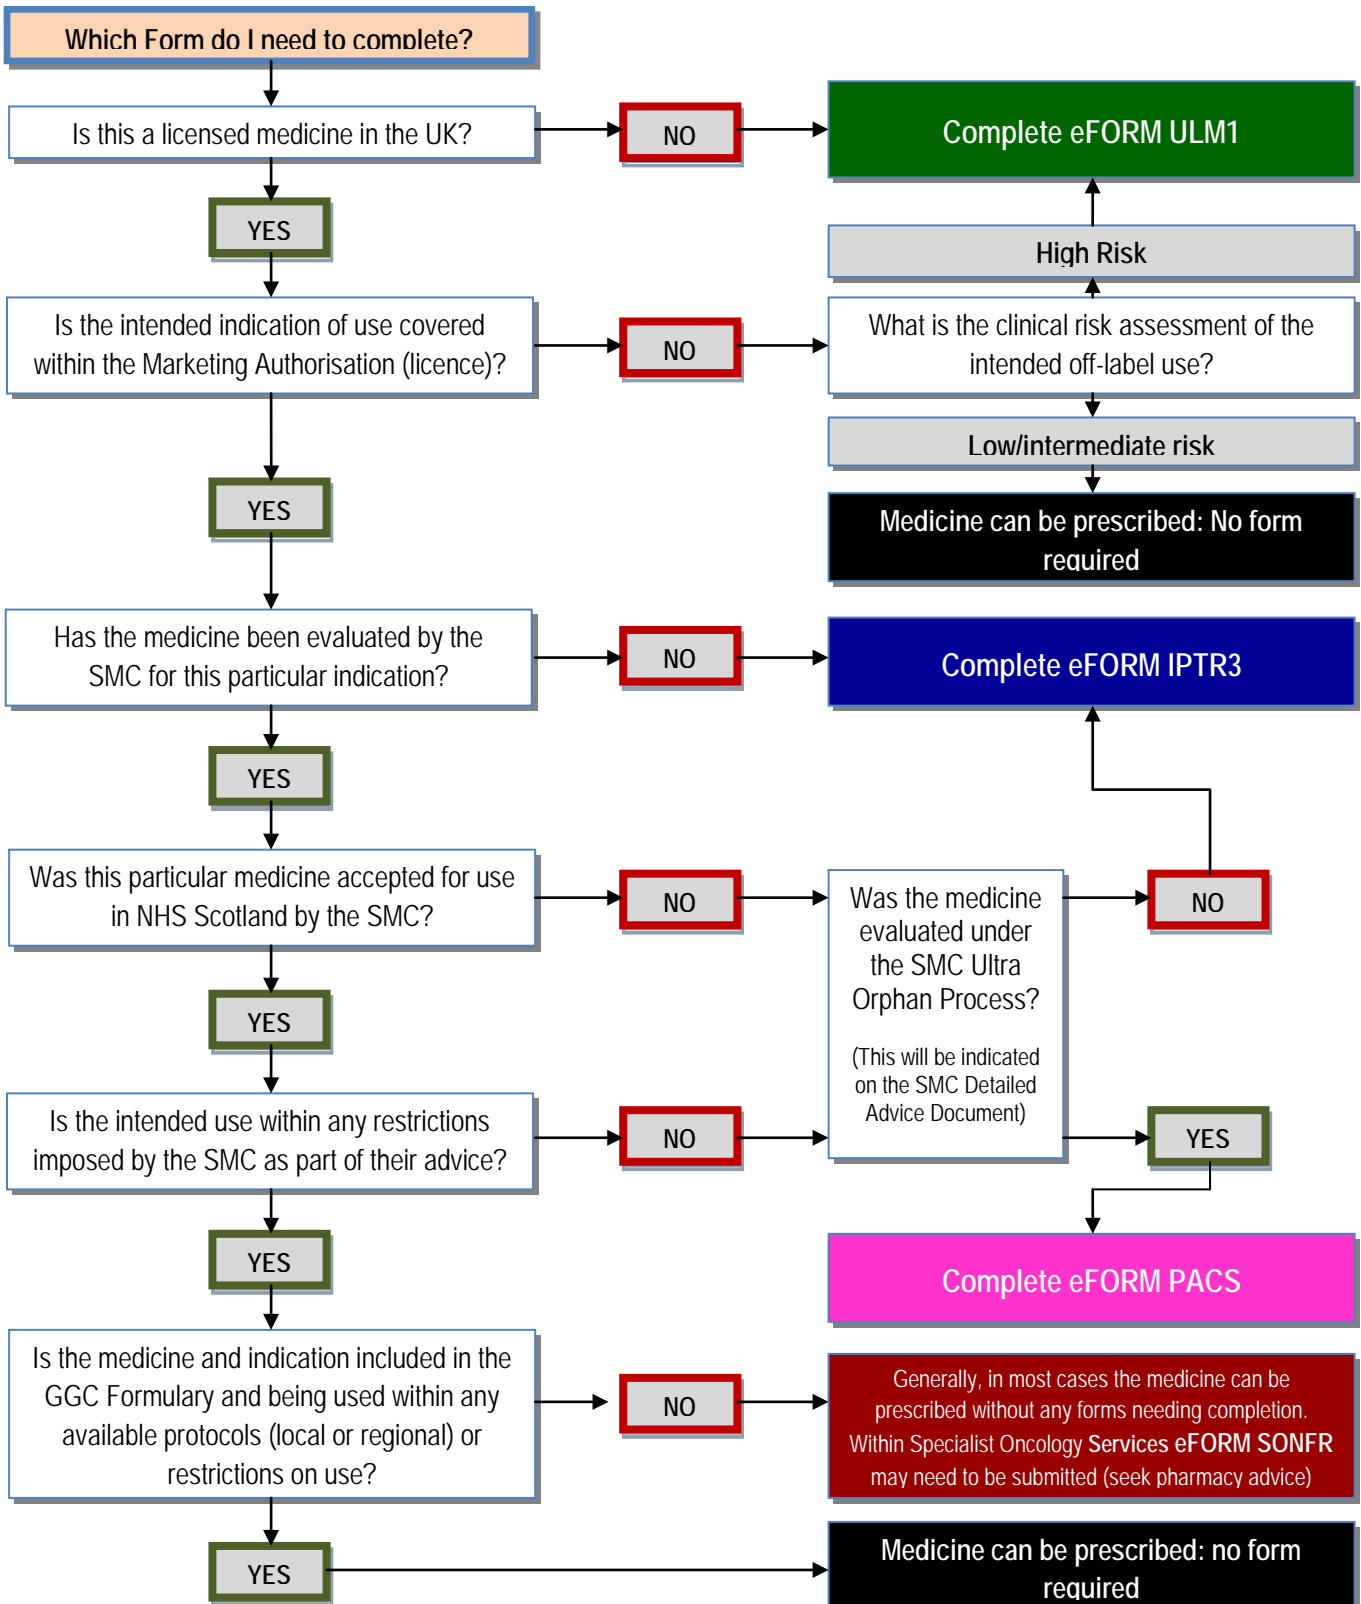 Which Form do I need to complete?
Is this a licensed medicine in the UK?
NO
Complete eFORM ULM1
YES
High Risk
Is the intended indication of use covered
within the Marketing Authorisation (licence)?
NO
What is the clinical risk assessment of the
intended off-label use?
Low/intermediate risk
YES
Medicine can be prescribed: No form
required
Has the medicine been evaluated by the
SMC for this particular indication?
NO
Complete eFORM IPTR3
YES
Was this particular medicine accepted for use
in NHS Scotland by the SMC?
NO
Was the medicine
evaluated under
the SMC Ultra
Orphan Process?
(This will be indicated
on the SMC Detailed
Advice Document)
NO
YES
Is the intended use within any restrictions
imposed by the SMC as part of their advice?
NO
YES
YES
Complete eFORM PACS
Is the medicine and indication included in the
GGC Formulary and being used within any
available protocols (local or regional) or
restrictions on use?
NO
Generally, in most cases the medicine can be
prescribed without any forms needing completion.
Within Specialist Oncology Services eFORM SONFR
may need to be submitted (seek pharmacy advice)
YES
Medicine can be prescribed: no form
required